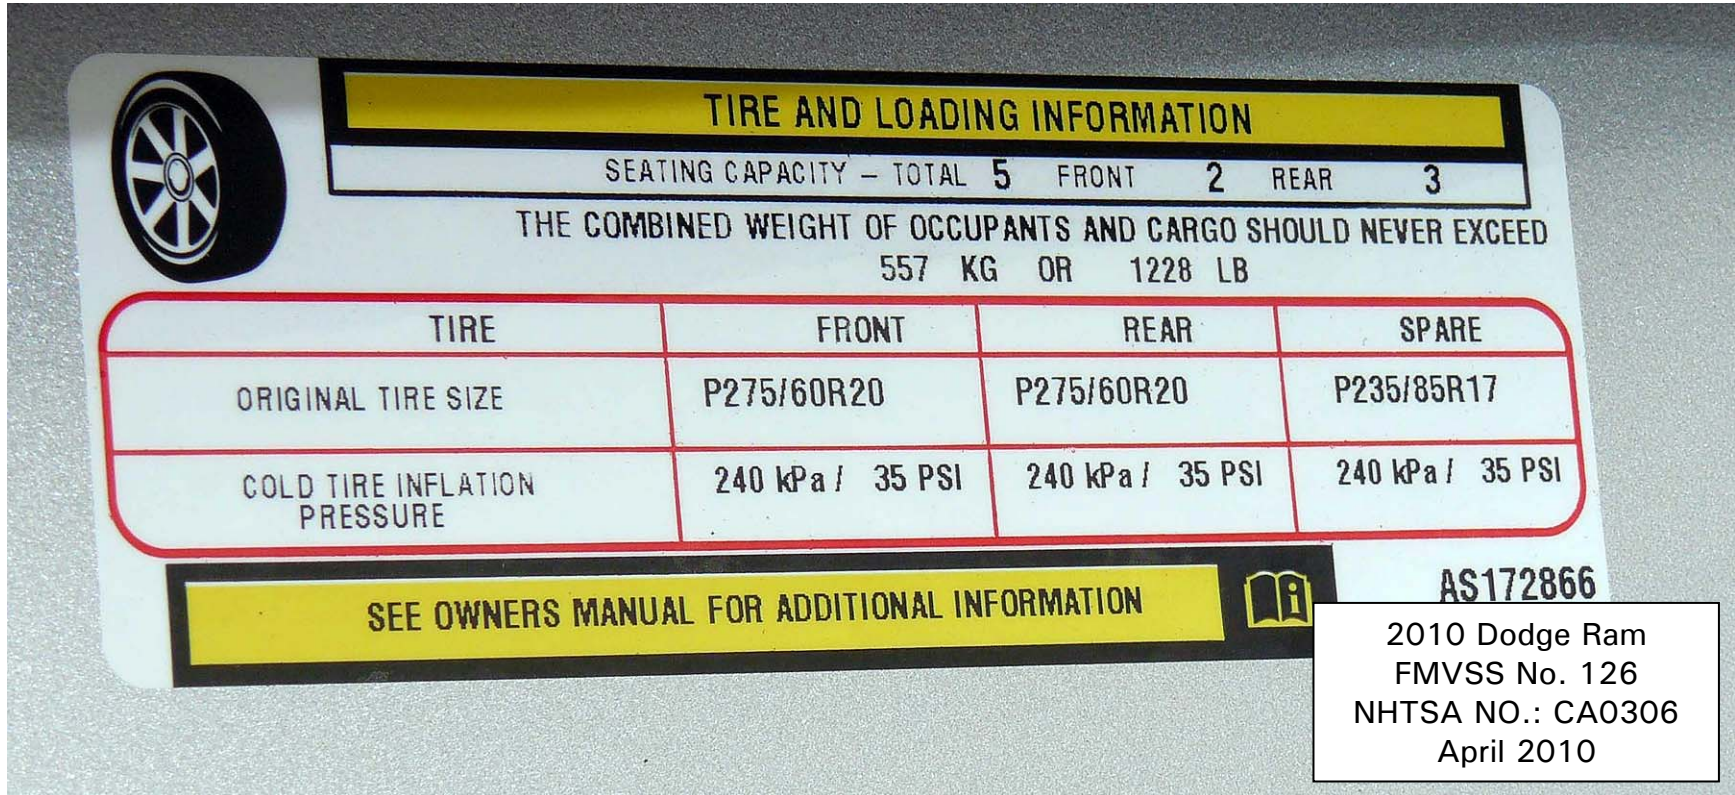 TIRE AND LOADING INFORMATION
SEATING CAPACITY – TOTAL 5 FRONT 2 REAR 3
THE COMBINED WEIGHT OF OCCUPANTS AND CARGO SHOULD NEVER EXCEED
557 KG OR 1228 LB
TIRE FRONT REAR SPARE
ORIGINAL TIRE SIZE P275/60R20 P275/60R20 P235/85R17
COLD TIRE INFLATION 240 kPa / 35 PSI 240 kPa / 35 PSI 240 kPa / 35 PSI
PRESSURE
SEE OWNERS MANUAL FOR ADDITIONAL INFORMATION
AS172866
2010 Dodge Ram
FMVSS No. 126
NHTSA NO.: CA0306
April 2010